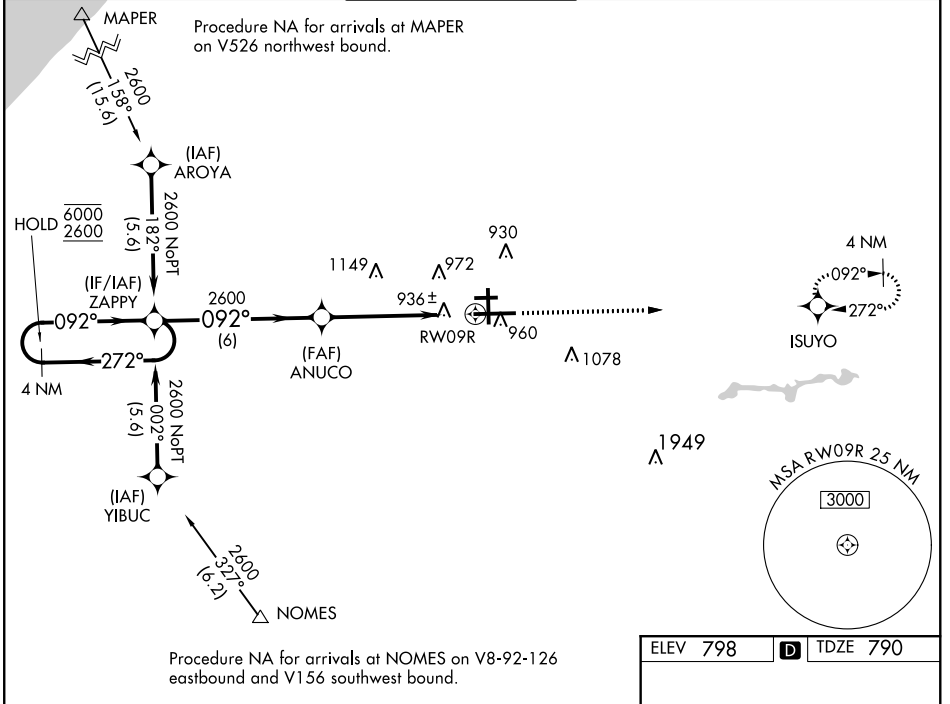 MAPER
Procedure NA for arrivals at MAPER
on V526 northwest bound.
2600
158°
(15.6)
(IAF)
AROYA
2600 NoPT
182°
(5.6)
HOLD 6000
2600
(IF/IAF)
ZAPPY
092°
272°
4 NM
2600
092°
(6)
(FAF)
ANUCO
1149
972
930
936±
RW09R
960
1078
4 NM
092°
272°
ISUYO
2600 NoPT
002°
(5.6)
(IAF)
YIBUC
1949
MSA RW09R 25 NM
3000
2600
327°
(6.2)
NOMES
Procedure NA for arrivals at NOMES on V8-92-126
eastbound and V156 southwest bound.
ELEV 798 D TDZE 790